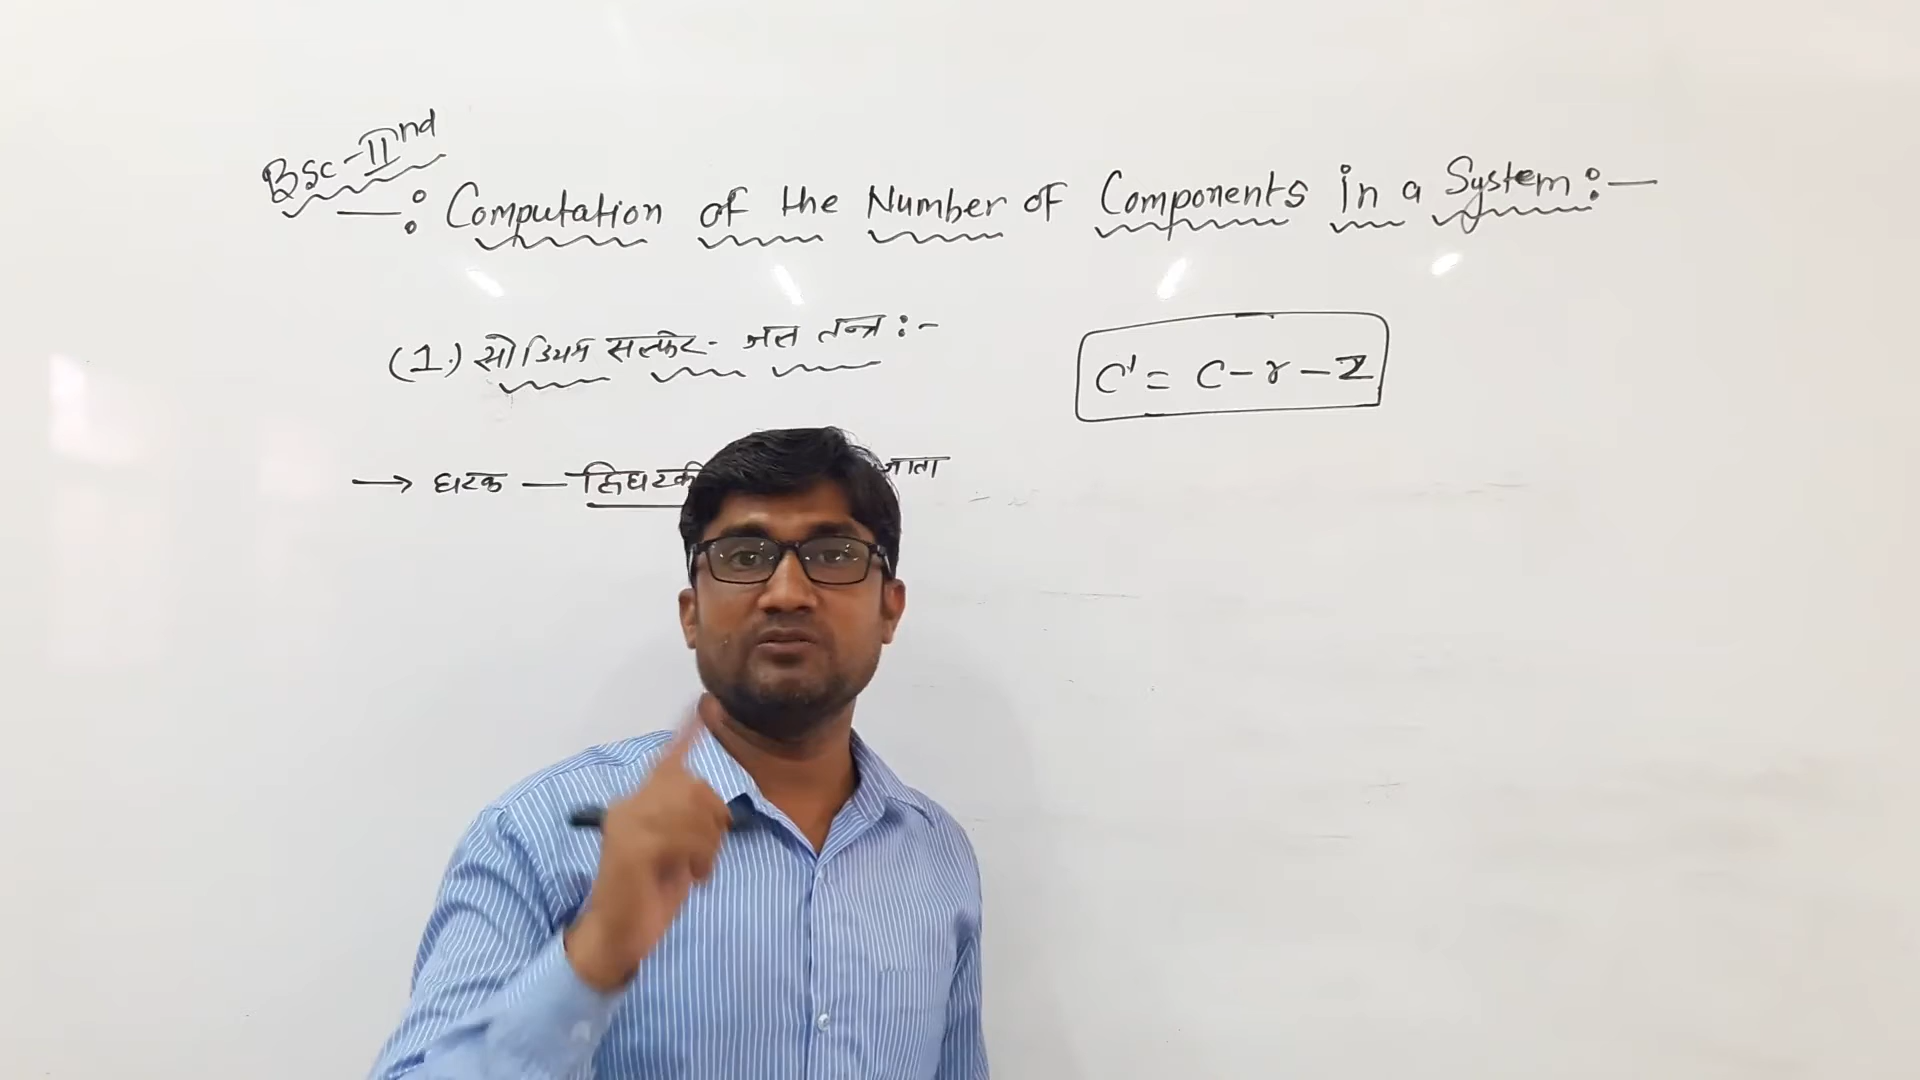 BSc-IInd
—: Computation of the Number of Components in a System :—
(1.) सोडियम सल्फेट- जल तन्त्र :-
C' = C - r - Z
→ घटक — द्विघटकी जाता